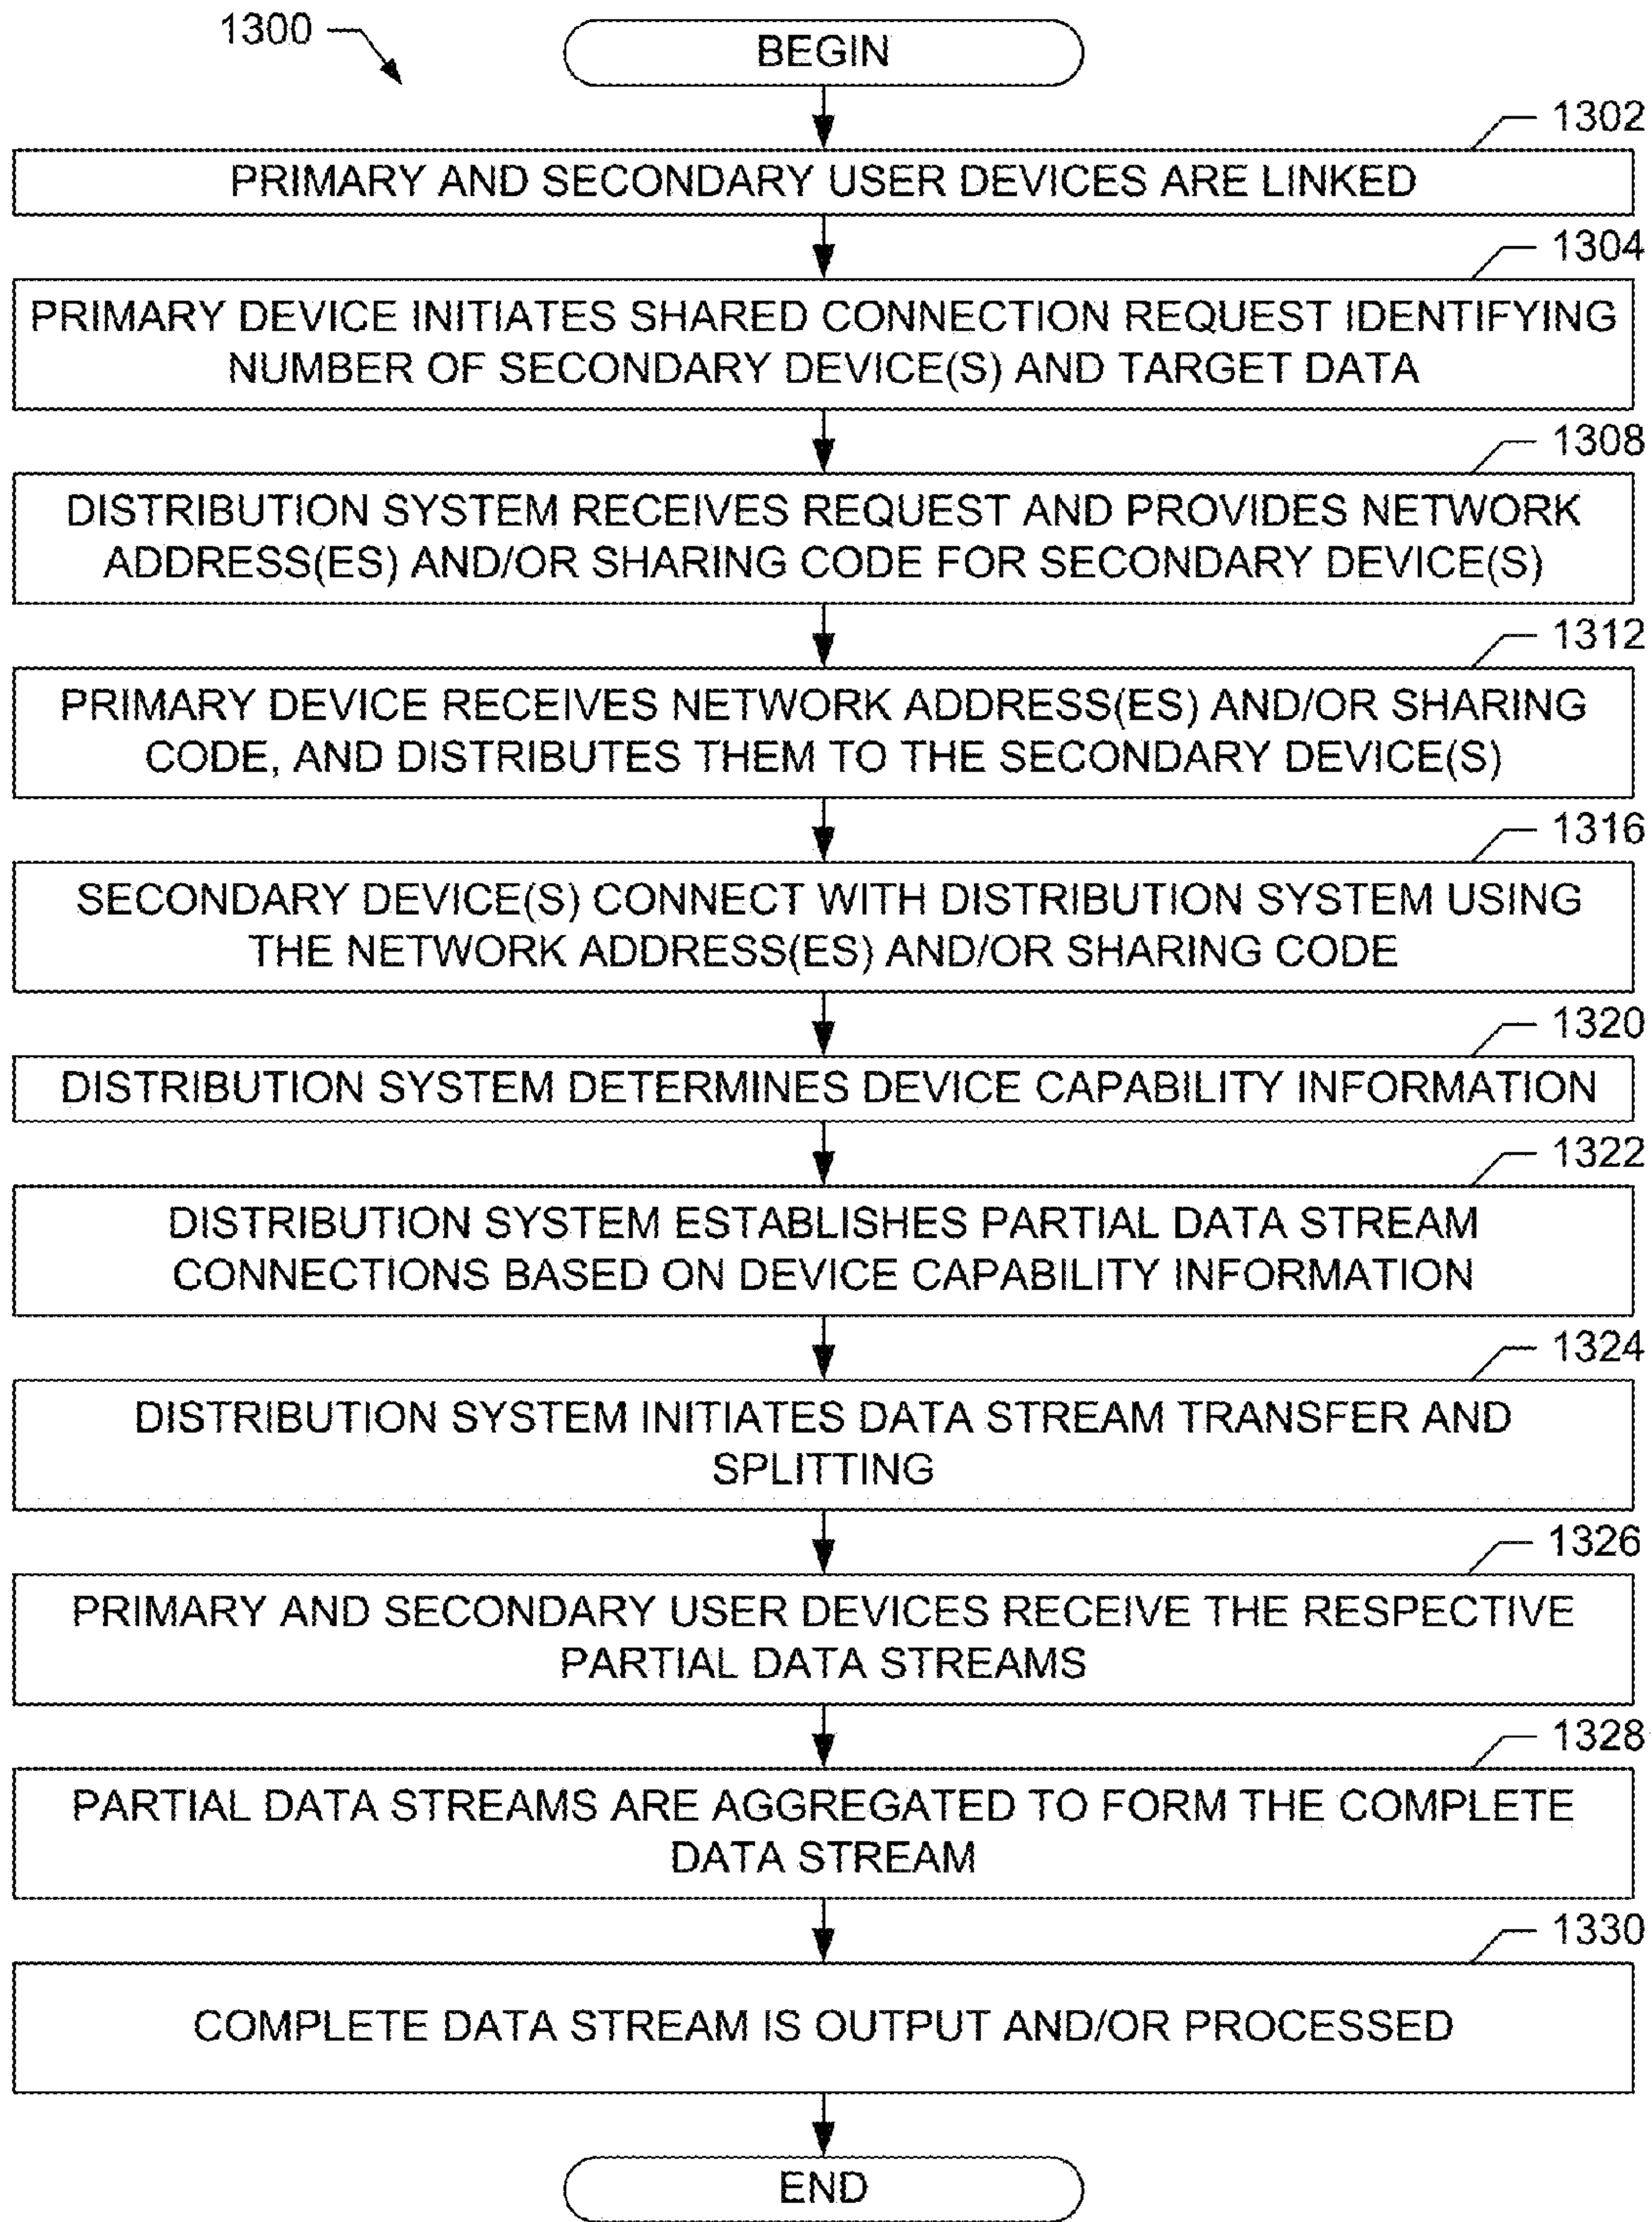 1300
BEGIN
1302
PRIMARY AND SECONDARY USER DEVICES ARE LINKED
1304
PRIMARY DEVICE INITIATES SHARED CONNECTION REQUEST IDENTIFYING
NUMBER OF SECONDARY DEVICE(S) AND TARGET DATA
1308
DISTRIBUTION SYSTEM RECEIVES REQUEST AND PROVIDES NETWORK
ADDRESS(ES) AND/OR SHARING CODE FOR SECONDARY DEVICE(S)
1312
PRIMARY DEVICE RECEIVES NETWORK ADDRESS(ES) AND/OR SHARING
CODE, AND DISTRIBUTES THEM TO THE SECONDARY DEVICE(S)
1316
SECONDARY DEVICE(S) CONNECT WITH DISTRIBUTION SYSTEM USING
THE NETWORK ADDRESS(ES) AND/OR SHARING CODE
1320
DISTRIBUTION SYSTEM DETERMINES DEVICE CAPABILITY INFORMATION
1322
DISTRIBUTION SYSTEM ESTABLISHES PARTIAL DATA STREAM
CONNECTIONS BASED ON DEVICE CAPABILITY INFORMATION
1324
DISTRIBUTION SYSTEM INITIATES DATA STREAM TRANSFER AND
SPLITTING
1326
PRIMARY AND SECONDARY USER DEVICES RECEIVE THE RESPECTIVE
PARTIAL DATA STREAMS
1328
PARTIAL DATA STREAMS ARE AGGREGATED TO FORM THE COMPLETE
DATA STREAM
1330
COMPLETE DATA STREAM IS OUTPUT AND/OR PROCESSED
END